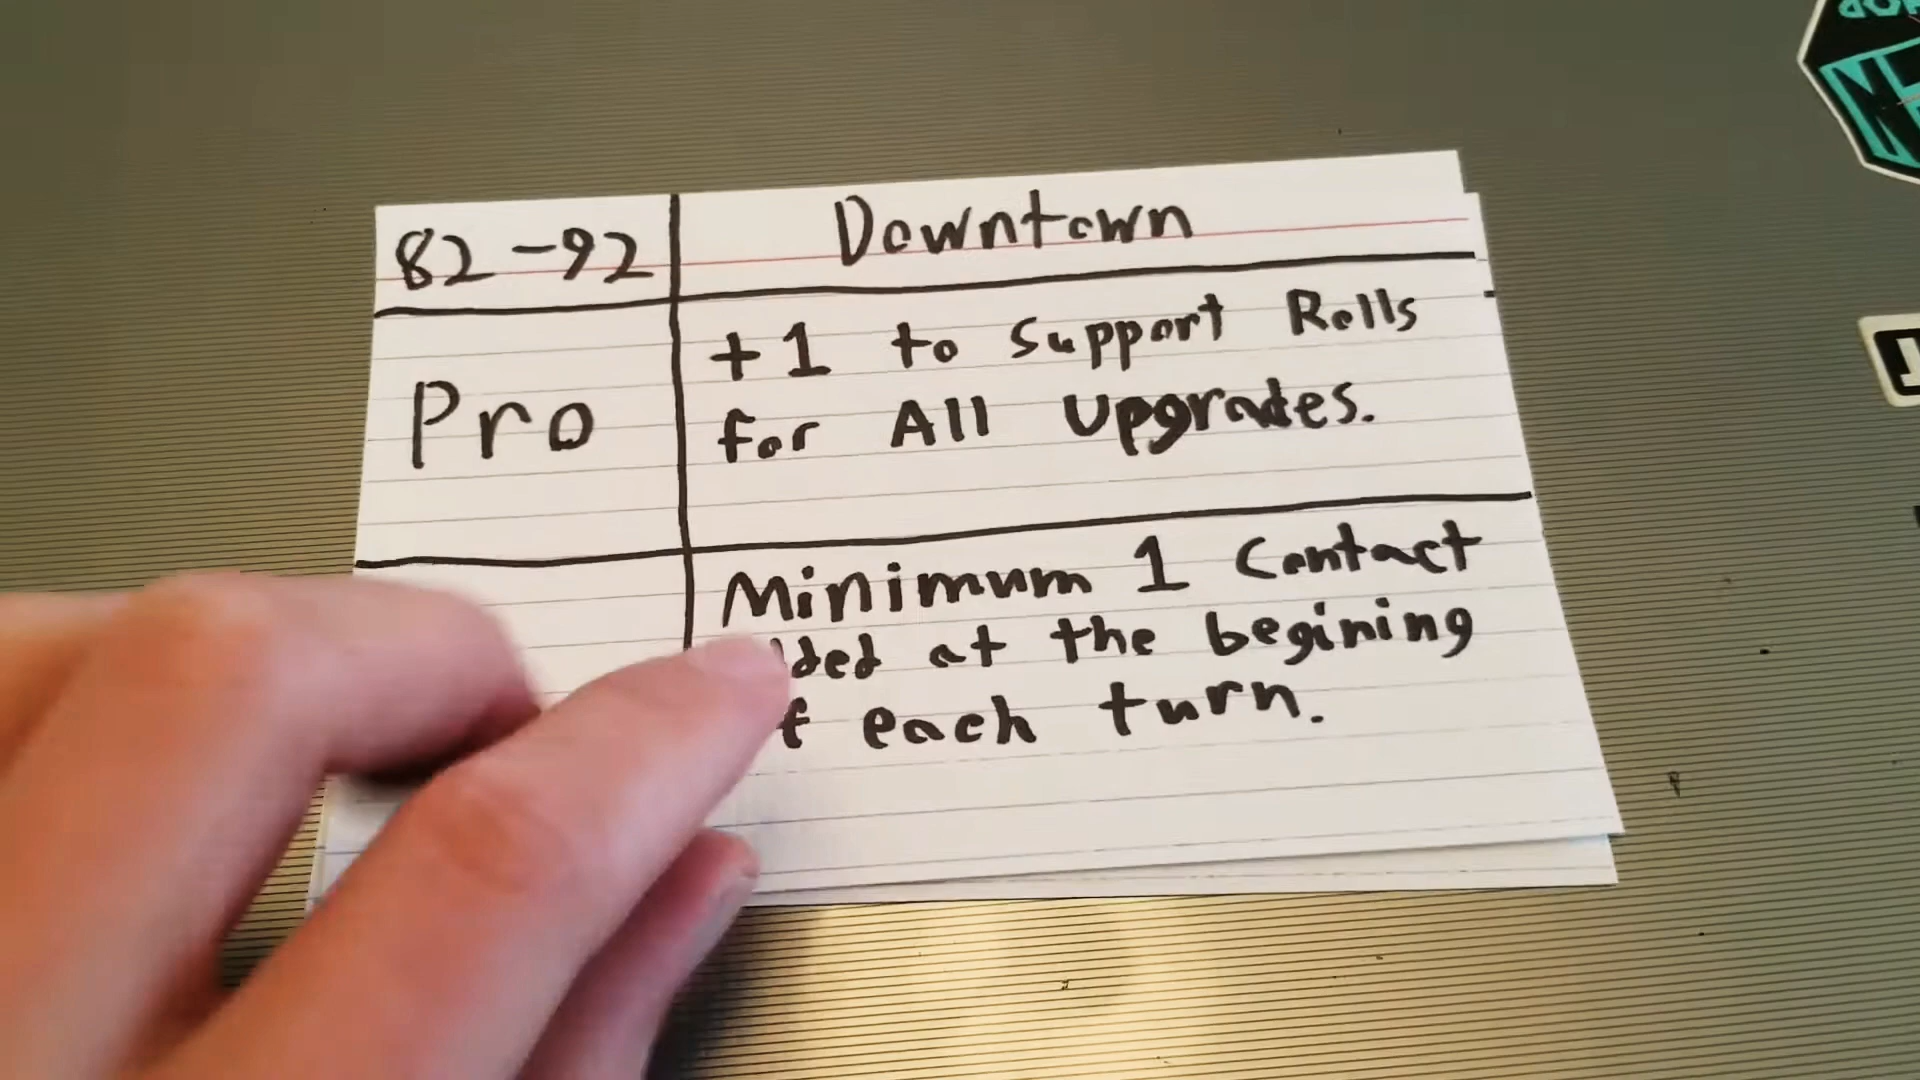 82-92
Downtown
Pro
+1 to Support Rolls
for All Upgrades.
Minimum 1 Contact
at the begining
each turn.